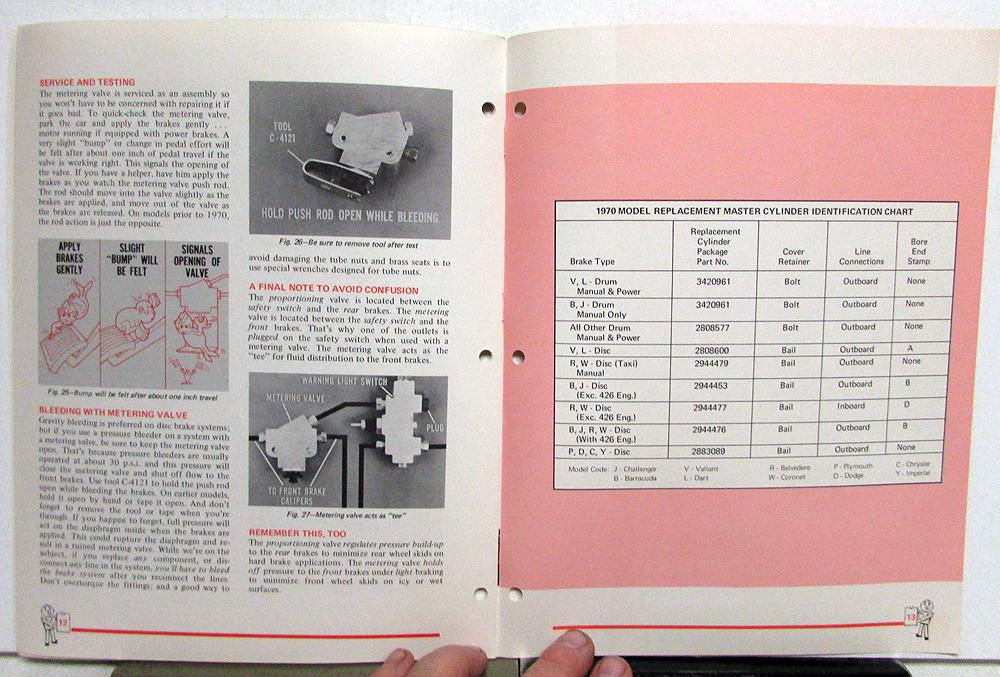 SERVICE AND TESTING
The metering valve is serviced as an assembly so
you won't have to be concerned with repairing it if
it goes bad. To quick-check the metering valve,
park the car and apply the brakes gently . . .
motor running if equipped with power brakes. A
very slight "bump" or change in pedal effort will
be felt after about one inch of pedal travel if the
valve is working right. This signals the opening of
the valve. If you have a helper, have him apply the
brakes as you watch the metering valve push rod.
The rod should move into the valve slightly as the
brakes are applied, and move out of the valve as
the brakes are released. On models prior to 1970,
the rod action is just the opposite.
APPLY
BRAKES
GENTLY
SLIGHT
"BUMP" WILL
BE FELT
SIGNALS
OPENING OF
VALVE
Fig. 25—Bump will be felt after about one inch travel
BLEEDING WITH METERING VALVE
Gravity bleeding is preferred on disc brake systems;
but if you use a pressure bleeder on a system with
a metering valve, be sure to keep the metering valve
open. That's because pressure bleeders are usually
operated at about 30 p.s.i. and this pressure will
close the metering valve and shut off flow to the
front brakes. Use tool C-4121 to hold the push rod
open while bleeding the brakes. On earlier models,
hold it open by hand or tape it open. And don't
forget to remove the tool or tape when you're
through. If you happen to forget, full pressure will
act on the diaphragm inside when the brakes are
applied. This could rupture the diaphragm and re-
sult in a ruined metering valve. While we're on the
subject, if you replace any component, or dis-
connect any line in the system, you'll have to bleed
the brake system after you reconnect the lines.
Don't overtorque the fittings, and a good way to
12
TOOL
C-4121
HOLD PUSH ROD OPEN WHILE BLEEDING
Fig. 26—Be sure to remove tool after test
avoid damaging the tube nuts and brass seats is to
use special wrenches designed for tube nuts.
A FINAL NOTE TO AVOID CONFUSION
The proportioning valve is located between the
safety switch and the rear brakes. The metering
valve is located between the safety switch and the
front brakes. That's why one of the outlets is
plugged on the safety switch when used with a
metering valve. The metering valve acts as the
"tee" for fluid distribution to the front brakes.
WARNING LIGHT SWITCH
METERING VALVE
PLUG
TO FRONT BRAKE
CALIPERS
Fig. 27—Metering valve acts as "tee"
REMEMBER THIS, TOO
The proportioning valve regulates pressure build-up
to the rear brakes to minimize rear wheel skids on
hard brake applications. The metering valve holds
off pressure to the front brakes under light braking
to minimize front wheel skids on icy or wet
surfaces.
1970 MODEL REPLACEMENT MASTER CYLINDER IDENTIFICATION CHART
Brake Type
Replacement
Cylinder
Package
Part No.
Cover
Retainer
Line
Connections
Bore
End
Stamp
V, L - Drum
Manual & Power
3420961 Bolt Outboard None
B, J - Drum
Manual Only
3420961 Bolt Outboard None
All Other Drum
Manual & Power
2808577 Bolt Outboard None
V, L - Disc 2808600 Bail Outboard A
R, W - Disc (Taxi)
Manual
2944479 Bail Outboard None
B, J - Disc
(Exc. 426 Eng.)
2944453 Bail Outboard B
R, W - Disc
(Exc. 426 Eng.)
2944477 Bail Inboard D
B, J, R, W - Disc
(With 426 Eng.)
2944476 Bail Outboard B
P, D, C, Y - Disc 2883089 Bail Outboard None
Model Code: J - Challenger V - Valiant R - Belvedere P - Plymouth C - Chrysler
B - Barracuda L - Dart W - Coronet D - Dodge Y - Imperial
13